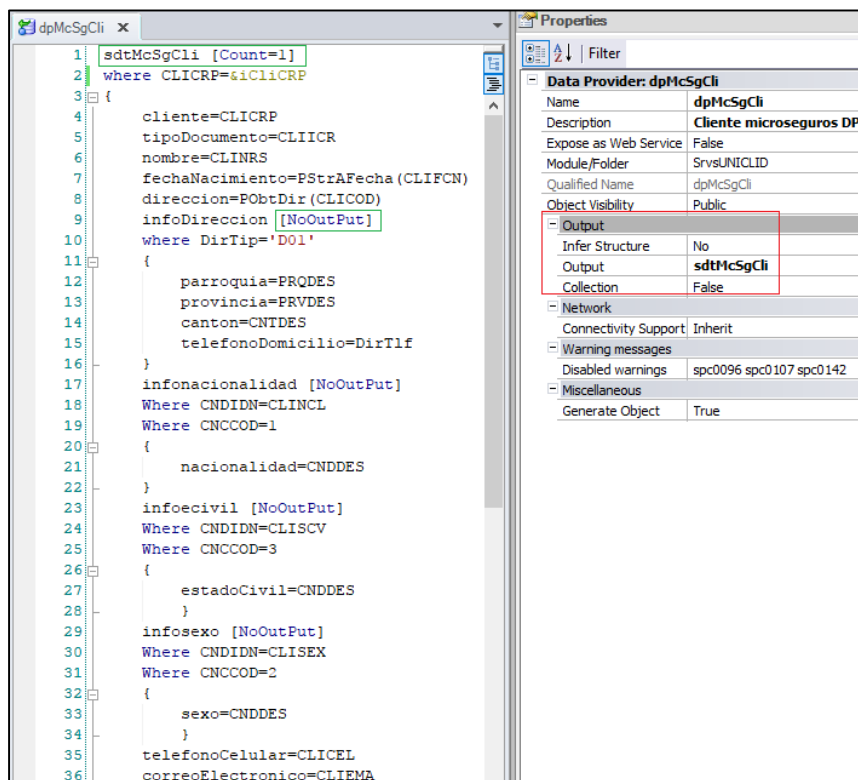 dpMcSgCli x
1 sdtMcSgCli [Count=1]
2 where CLICRP=&iCliCRP
3 {
4 cliente=CLICRP
5 tipoDocumento=CLIICR
6 nombre=CLINRS
7 fechaNacimiento=PStrAFecha(CLIFCN)
8 direccion=PObtDir(CLICOD)
9 infoDireccion [NoOutPut]
10 where DirTip='D01'
11 {
12 parroquia=PRQDES
13 provincia=PRVDES
14 canton=CNTDES
15 telefonoDomicilio=DirTlf
16 }
17 infonacionalidad [NoOutPut]
18 Where CNDIDN=CLINCL
19 Where CNCCOD=1
20 {
21 nacionalidad=CNDDES
22 }
23 infoecivil [NoOutPut]
24 Where CNDIDN=CLISCV
25 Where CNCCOD=3
26 {
27 estadoCivil=CNDDES
28 }
29 infosexo [NoOutPut]
30 Where CNDIDN=CLISEX
31 Where CNCCOD=2
32 {
33 sexo=CNDDES
34 }
35 telefonoCelular=CLICEL
36 correoElectronico=CLIEMA
Properties
Filter
Data Provider: dpMcSgCli
Name dpMcSgCli
Description Cliente microseguros DP
Expose as Web Service False
Module/Folder SrvsUNICLID
Qualified Name dpMcSgCli
Object Visibility Public
Output
Infer Structure No
Output sdtMcSgCli
Collection False
Network
Connectivity Support Inherit
Warning messages
Disabled warnings spc0096 spc0107 spc0142
Miscellaneous
Generate Object True